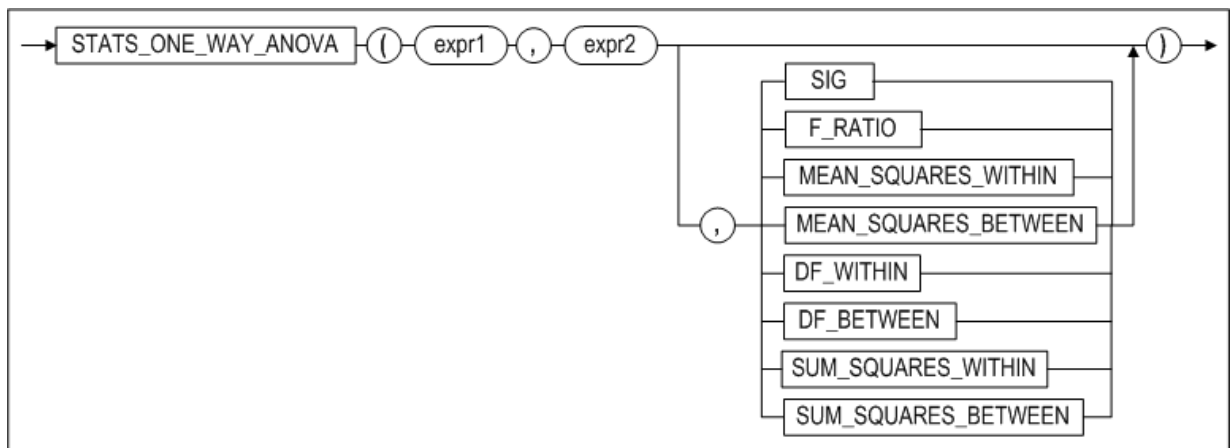 STATS_ONE_WAY_ANOVA ( expr1 , expr2 )
SIG
F_RATIO
MEAN_SQUARES_WITHIN
, MEAN_SQUARES_BETWEEN
DF_WITHIN
DF_BETWEEN
SUM_SQUARES_WITHIN
SUM_SQUARES_BETWEEN